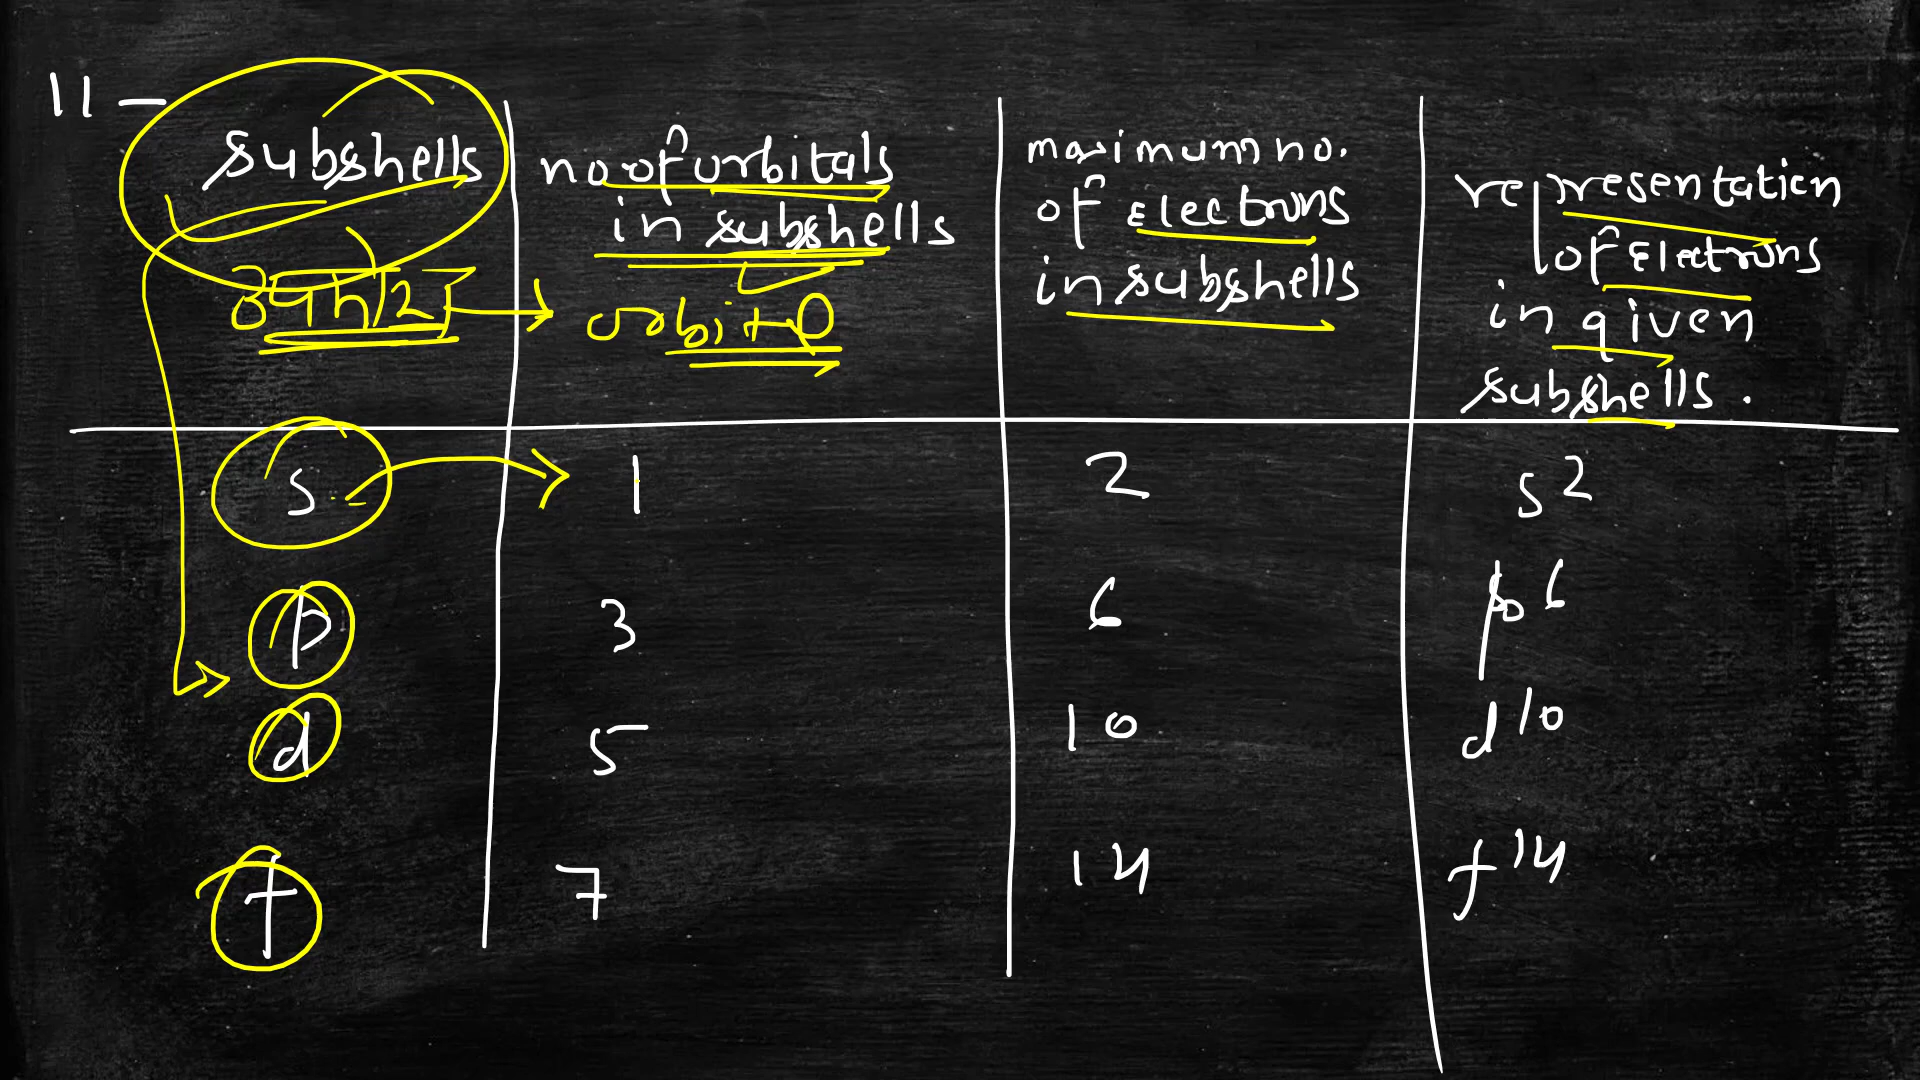 11 -
subshells
no of orbitals
in subshells
orbital
maximum no.
of Electrons
in subshells
representation
of Electrons
in given
subshells.
s 1 2 s²
p 3 6 p⁶
d 5 10 d¹⁰
f 7 14 f¹⁴